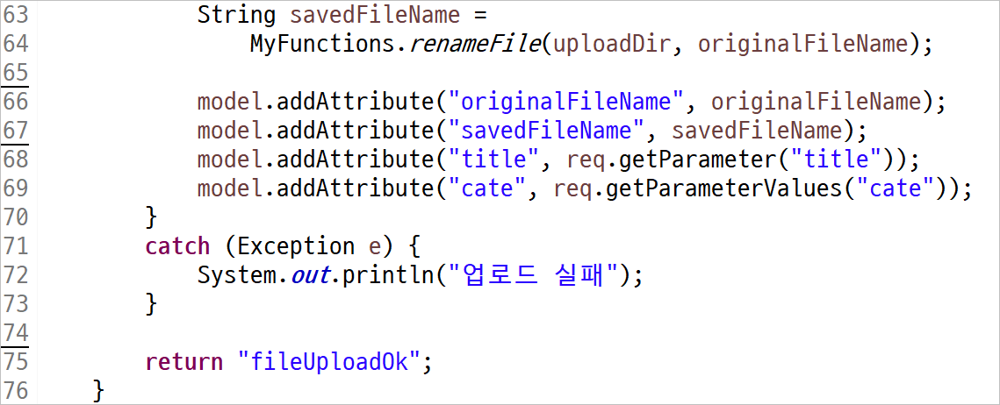 63            String savedFileName =
64                MyFunctions.renameFile(uploadDir, originalFileName);
65
66            model.addAttribute("originalFileName", originalFileName);
67            model.addAttribute("savedFileName", savedFileName);
68            model.addAttribute("title", req.getParameter("title"));
69            model.addAttribute("cate", req.getParameterValues("cate"));
70        }
71        catch (Exception e) {
72            System.out.println("업로드 실패");
73        }
74
75        return "fileUploadOk";
76    }